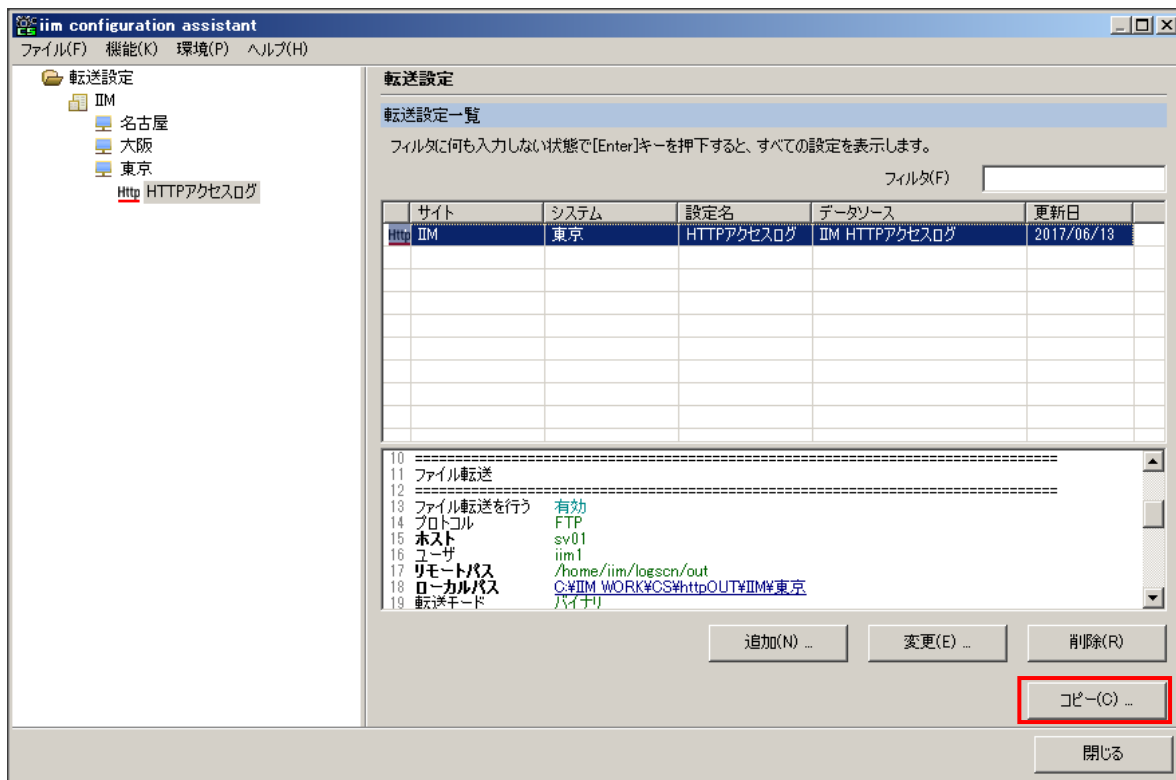 iim configuration assistant
ファイル(F) 機能(K) 環境(P) ヘルプ(H)
転送設定
IIM
名古屋
大阪
東京
Http HTTPアクセスログ
転送設定
転送設定一覧
フィルタに何も入力しない状態で[Enter]キーを押下すると、すべての設定を表示します。
フィルタ(F)
サイト システム 設定名 データソース 更新日
Http IIM 東京 HTTPアクセスログ IIM HTTPアクセスログ 2017/06/13
10 ==========================================================================
11 ファイル転送
12 ==========================================================================
13 ファイル転送を行う 有効
14 プロトコル FTP
15 ホスト sv01
16 ユーザ iim1
17 リモートパス /home/iim/logscn/out
18 ローカルパス C:¥IIM WORK¥CS¥httpOUT¥IIM¥東京
19 転送モード バイナリ
追加(N) ... 変更(E) ... 削除(R)
コピー(C) ...
閉じる